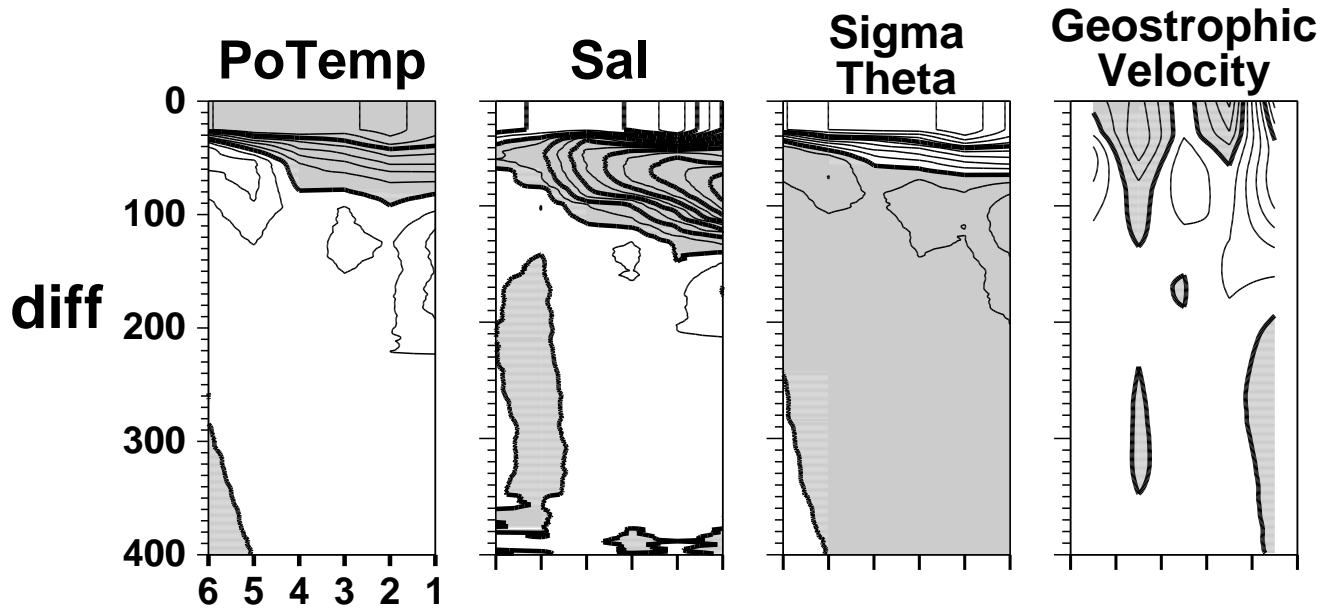 PoTemp
Sal
Sigma
Theta
Geostrophic
Velocity
diff
0
100
200
300
400
6 5 4 3 2 1